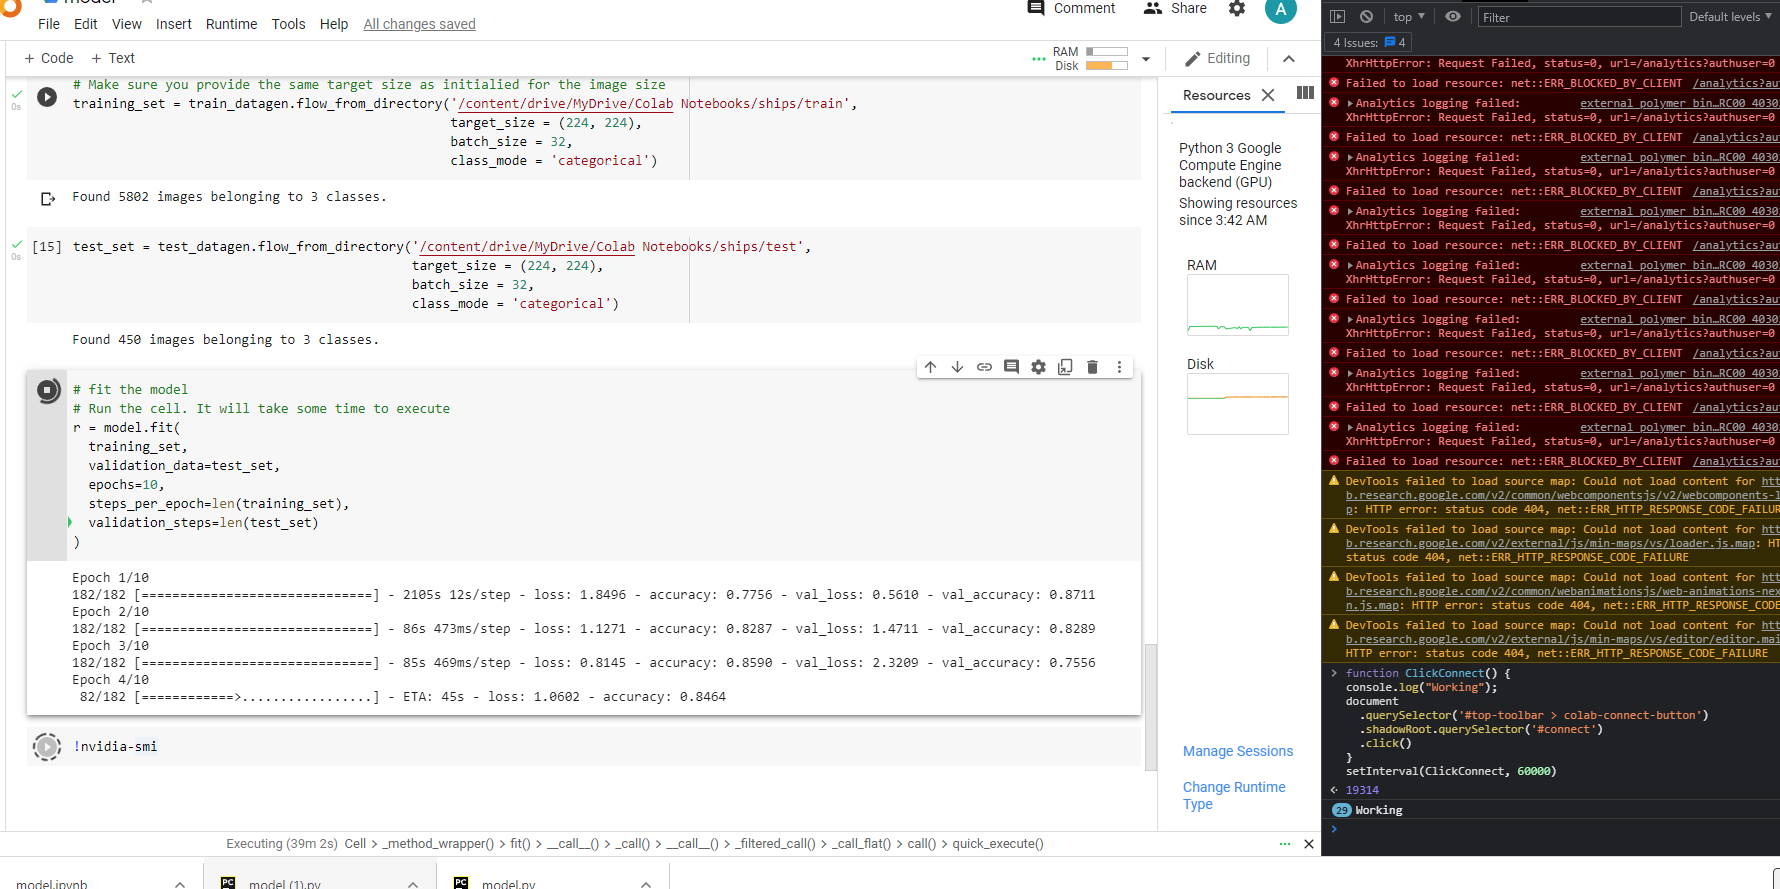 model
File Edit View Insert Runtime Tools Help All changes saved
Comment Share A
+ Code + Text
RAM
Disk
Editing
# Make sure you provide the same target size as initialied for the image size
training_set = train_datagen.flow_from_directory('/content/drive/MyDrive/Colab Notebooks/ships/train',
target_size = (224, 224),
batch_size = 32,
class_mode = 'categorical')
0s
Found 5802 images belonging to 3 classes.
[15] test_set = test_datagen.flow_from_directory('/content/drive/MyDrive/Colab Notebooks/ships/test',
0s
target_size = (224, 224),
batch_size = 32,
class_mode = 'categorical')
Found 450 images belonging to 3 classes.
# fit the model
# Run the cell. It will take some time to execute
r = model.fit(
training_set,
validation_data=test_set,
epochs=10,
steps_per_epoch=len(training_set),
validation_steps=len(test_set)
)
Epoch 1/10
182/182 [==============================] - 2105s 12s/step - loss: 1.8496 - accuracy: 0.7756 - val_loss: 0.5610 - val_accuracy: 0.8711
Epoch 2/10
182/182 [==============================] - 86s 473ms/step - loss: 1.1271 - accuracy: 0.8287 - val_loss: 1.4711 - val_accuracy: 0.8289
Epoch 3/10
182/182 [==============================] - 85s 469ms/step - loss: 0.8145 - accuracy: 0.8590 - val_loss: 2.3209 - val_accuracy: 0.7556
Epoch 4/10
82/182 [============>.................] - ETA: 45s - loss: 1.0602 - accuracy: 0.8464
!nvidia-smi
Executing (39m 2s) Cell > _method_wrapper() > fit() > __call__() > _call() > __call__() > _filtered_call() > _call_flat() > call() > quick_execute()
model.ipynb
PC model (1).py
PC model.py
Resources
Python 3 Google
Compute Engine
backend (GPU)
Showing resources
since 3:42 AM
RAM
Disk
Manage Sessions
Change Runtime
Type
top Filter Default levels
4 Issues: 4
XhrHttpError: Request Failed, status=0, url=/analytics?authuser=0
Failed to load resource: net::ERR_BLOCKED_BY_CLIENT /analytics?au
Analytics logging failed: external_polymer_bin…RC00_4030
XhrHttpError: Request Failed, status=0, url=/analytics?authuser=0
Failed to load resource: net::ERR_BLOCKED_BY_CLIENT /analytics?au
Analytics logging failed: external_polymer_bin…RC00_4030
XhrHttpError: Request Failed, status=0, url=/analytics?authuser=0
Failed to load resource: net::ERR_BLOCKED_BY_CLIENT /analytics?au
Analytics logging failed: external_polymer_bin…RC00_4030
XhrHttpError: Request Failed, status=0, url=/analytics?authuser=0
Failed to load resource: net::ERR_BLOCKED_BY_CLIENT /analytics?au
Analytics logging failed: external_polymer_bin…RC00_4030
XhrHttpError: Request Failed, status=0, url=/analytics?authuser=0
Failed to load resource: net::ERR_BLOCKED_BY_CLIENT /analytics?au
Analytics logging failed: external_polymer_bin…RC00_4030
XhrHttpError: Request Failed, status=0, url=/analytics?authuser=0
Failed to load resource: net::ERR_BLOCKED_BY_CLIENT /analytics?au
Analytics logging failed: external_polymer_bin…RC00_4030
XhrHttpError: Request Failed, status=0, url=/analytics?authuser=0
Failed to load resource: net::ERR_BLOCKED_BY_CLIENT /analytics?au
Analytics logging failed: external_polymer_bin…RC00_4030
XhrHttpError: Request Failed, status=0, url=/analytics?authuser=0
Failed to load resource: net::ERR_BLOCKED_BY_CLIENT /analytics?au
DevTools failed to load source map: Could not load content for htt
b.research.google.com/v2/common/webcomponentsjs/v2/webcomponents-l
p: HTTP error: status code 404, net::ERR_HTTP_RESPONSE_CODE_FAILUR
DevTools failed to load source map: Could not load content for htt
b.research.google.com/v2/external/js/min-maps/vs/loader.js.map: HT
status code 404, net::ERR_HTTP_RESPONSE_CODE_FAILURE
DevTools failed to load source map: Could not load content for htt
b.research.google.com/v2/common/webanimationsjs/web-animations-nex
n.js.map: HTTP error: status code 404, net::ERR_HTTP_RESPONSE_CODE
DevTools failed to load source map: Could not load content for htt
b.research.google.com/v2/external/js/min-maps/vs/editor/editor.mai
HTTP error: status code 404, net::ERR_HTTP_RESPONSE_CODE_FAILURE
function ClickConnect() {
console.log("Working");
document
.querySelector('#top-toolbar > colab-connect-button')
.shadowRoot.querySelector('#connect')
.click()
}
setInterval(ClickConnect, 60000)
19314
29 Working